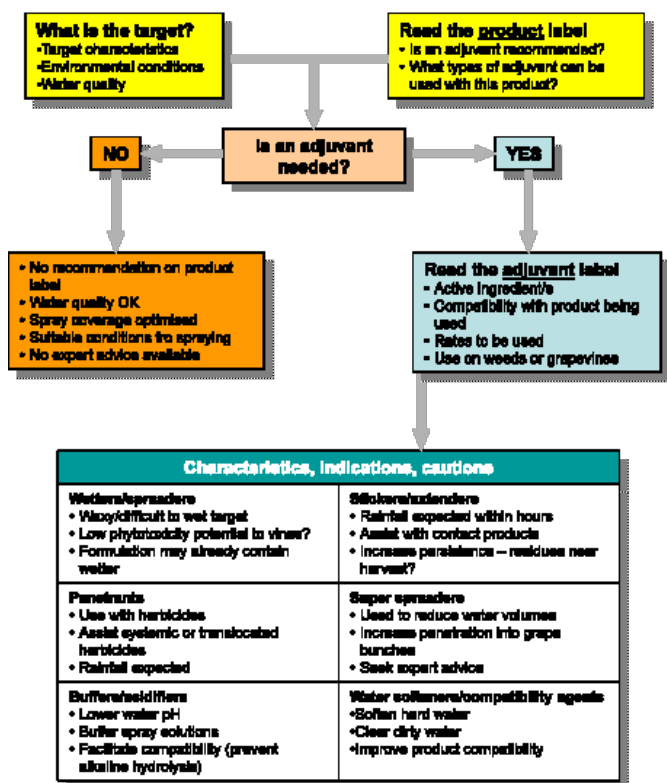 What is the target?
•Target characteristics
•Environmental conditions
•Water quality
Read the product label
• Is an adjuvant recommended?
• What types of adjuvant can be
used with this product?
NO
Is an adjuvant
needed?
YES
• No recommendation on product
label
• Water quality OK
• Spray coverage optimised
• Suitable conditions fro spraying
• No expert advice available
Read the adjuvant label
- Active ingredient/s
- Compatibility with product being
used
- Rates to be used
- Use on weeds or grapevines
Characteristics, indications, cautions
Wetters/spreaders
• Waxy/difficult to wet target
• Low phytotoxicity potential to vines?
• Formulation may already contain
wetter
Stickers/extenders
• Rainfall expected within hours
• Assist with contact products
• Increase persistence – residues near
harvest?
Penetrants
• Use with herbicides
• Assist systemic or translocated
herbicides
• Rainfall expected
Super spreaders
• Used to reduce water volumes
• Increase penetration into grape
bunches
• Seek expert advice
Buffers/acidifiers
• Lower water pH
• Buffer spray solutions
• Facilitate compatibility (prevent
alkaline hydrolysis)
Water softeners/compatibility agents
•Soften hard water
•Clear dirty water
•Improve product compatibility